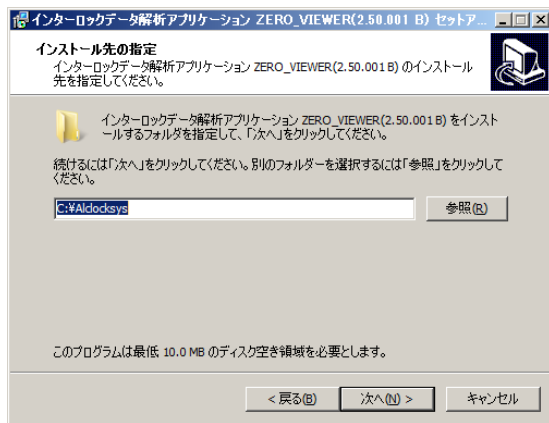 インターロックデータ解析アプリケーション ZERO_VIEWER(2.50.001 B) セットア...
インストール先の指定
インターロックデータ解析アプリケーション ZERO_VIEWER(2.50.001 B) のインストール
先を指定してください。
インターロックデータ解析アプリケーション ZERO_VIEWER(2.50.001 B) をインスト
ールするフォルダを指定して、「次へ」をクリックしてください。
続けるには「次へ」をクリックしてください。別のフォルダーを選択するには「参照」をクリックして
ください。
C:¥Alclocksys
参照(R)
このプログラムは最低 10.0 MB のディスク空き領域を必要とします。
< 戻る(B)
次へ(N) >
キャンセル